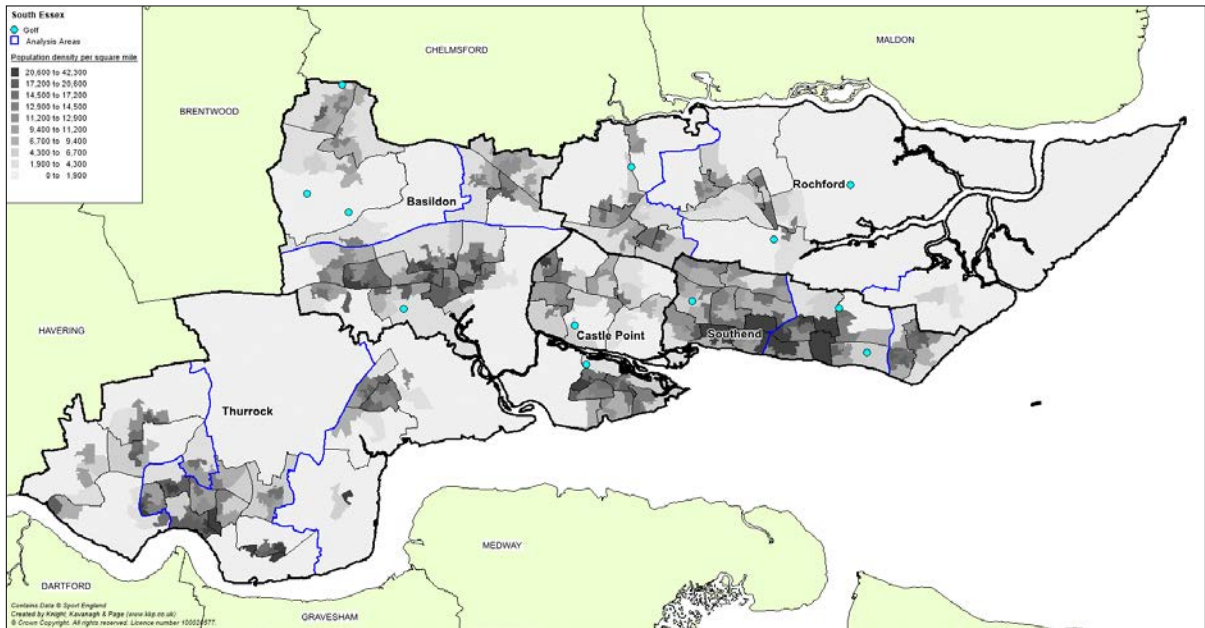 South Essex
Golf
Analysis Areas
Population density per square mile
20,600 to 42,300
17,200 to 20,600
14,500 to 17,200
12,900 to 14,500
11,200 to 12,900
9,400 to 11,200
6,700 to 9,400
4,300 to 6,700
1,900 to 4,300
0 to 1,900
CHELMSFORD
MALDON
BRENTWOOD
Rochford
Basildon
HAVERING
Castle Point
Southend
Thurrock
MEDWAY
DARTFORD
GRAVESHAM
Contains Data © Sport England
Created by Knight, Kavanagh & Page (www.kkp.co.uk)
© Crown Copyright. All rights reserved. Licence number 100020577.